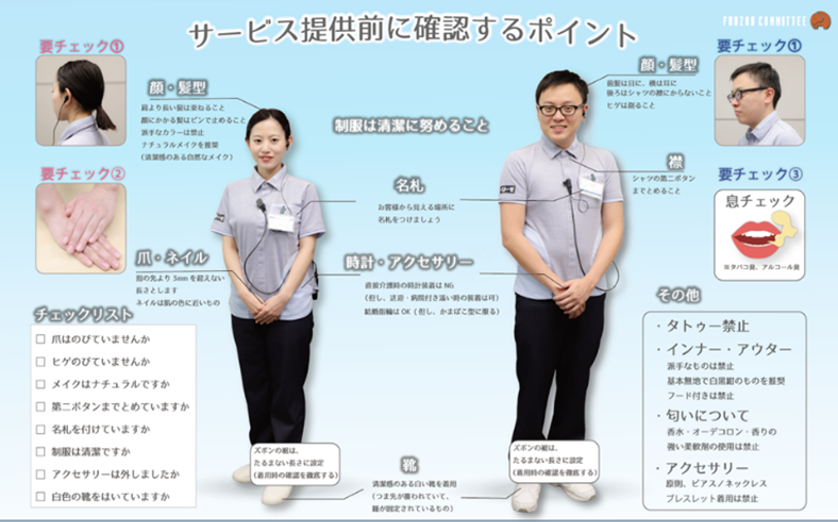 FUKZAN COMMITTEE
サービス提供前に確認するポイント
要チェック①
顔・髪型
肩より長い髪は束ねること
顔にかかる髪はピンで止めること
派手なカラーは禁止
ナチュラルメイクを推奨
(清潔感のある自然なメイク)
要チェック②
爪・ネイル
指の先より3mmを超えない
長さとします
ネイルは肌の色に近いもの
制服は清潔に努めること
名札
お客様から見える場所に
名札をつけましょう
時計・アクセサリー
直接介護時の時計装着はNG
(但し、送迎・病院付き添い時の装着は可)
結婚指輪はOK(但し、かまぼこ型に限る)
要チェック①
顔・髪型
前髪は目に、横は耳に
後ろはシャツの襟にかからないこと
ヒゲは剃ること
襟
シャツの第二ボタン
までとめること
要チェック③
息チェック
※タバコ臭、アルコール臭
チェックリスト
□ 爪はのびていませんか
□ ヒゲのびていませんか
□ メイクはナチュラルですか
□ 第二ボタンまでとめていますか
□ 名札を付けていますか
□ 制服は清潔ですか
□ アクセサリーは外しましたか
□ 白色の靴をはいていますか
ズボンの裾は、
たるまない長さに設定
(着用時の確認を徹底する)
靴
清潔感のある白い靴を着用
(つま先が覆われていて、
踵が固定されているもの)
ズボンの裾は、
たるまない長さに設定
(着用時の確認を徹底する)
その他
・タトゥー禁止
・インナー・アウター
派手なものは禁止
基本無地で白黒紺のものを推奨
フード付きは禁止
・匂いについて
香水・オーデコロン・香りの
強い柔軟剤の使用は禁止
・アクセサリー
原則、ピアス/ネックレス
ブレスレット着用は禁止